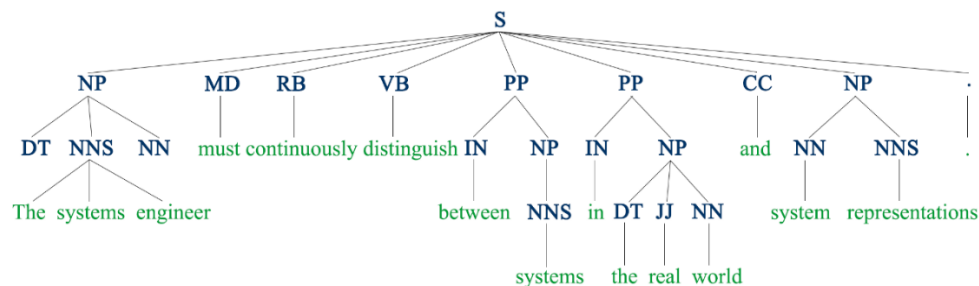 S
NP MD RB VB PP PP CC NP .
DT NNS NN must continuously distinguish IN NP IN NP and NN NNS .
The systems engineer between NNS in DT JJ NN system representations
systems the real world